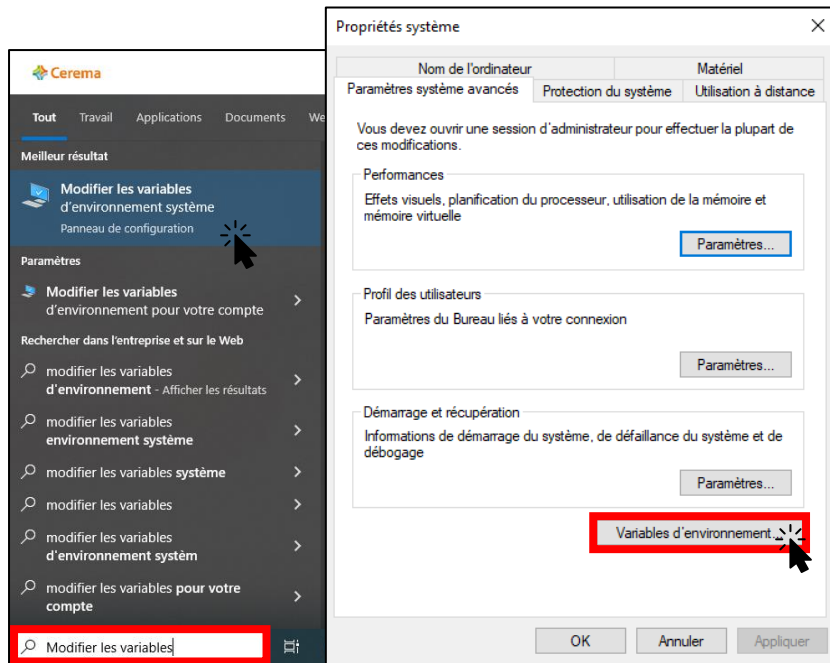 Cerema
Tout Travail Applications Documents We
Meilleur résultat
Modifier les variables
d'environnement système
Panneau de configuration
Paramètres
Modifier les variables
d'environnement pour votre compte
Rechercher dans l'entreprise et sur le Web
modifier les variables
d'environnement - Afficher les résultats
modifier les variables
environnement système
modifier les variables système
modifier les variables
modifier les variables
d'environnement systèm
modifier les variables pour votre
compte
Modifier les variables
Propriétés système
Nom de l'ordinateur Matériel
Paramètres système avancés Protection du système Utilisation à distance
Vous devez ouvrir une session d'administrateur pour effectuer la plupart de
ces modifications.
Performances
Effets visuels, planification du processeur, utilisation de la mémoire et
mémoire virtuelle
Paramètres...
Profil des utilisateurs
Paramètres du Bureau liés à votre connexion
Paramètres...
Démarrage et récupération
Informations de démarrage du système, de défaillance du système et de
débogage
Paramètres...
Variables d'environnement...
OK Annuler Appliquer